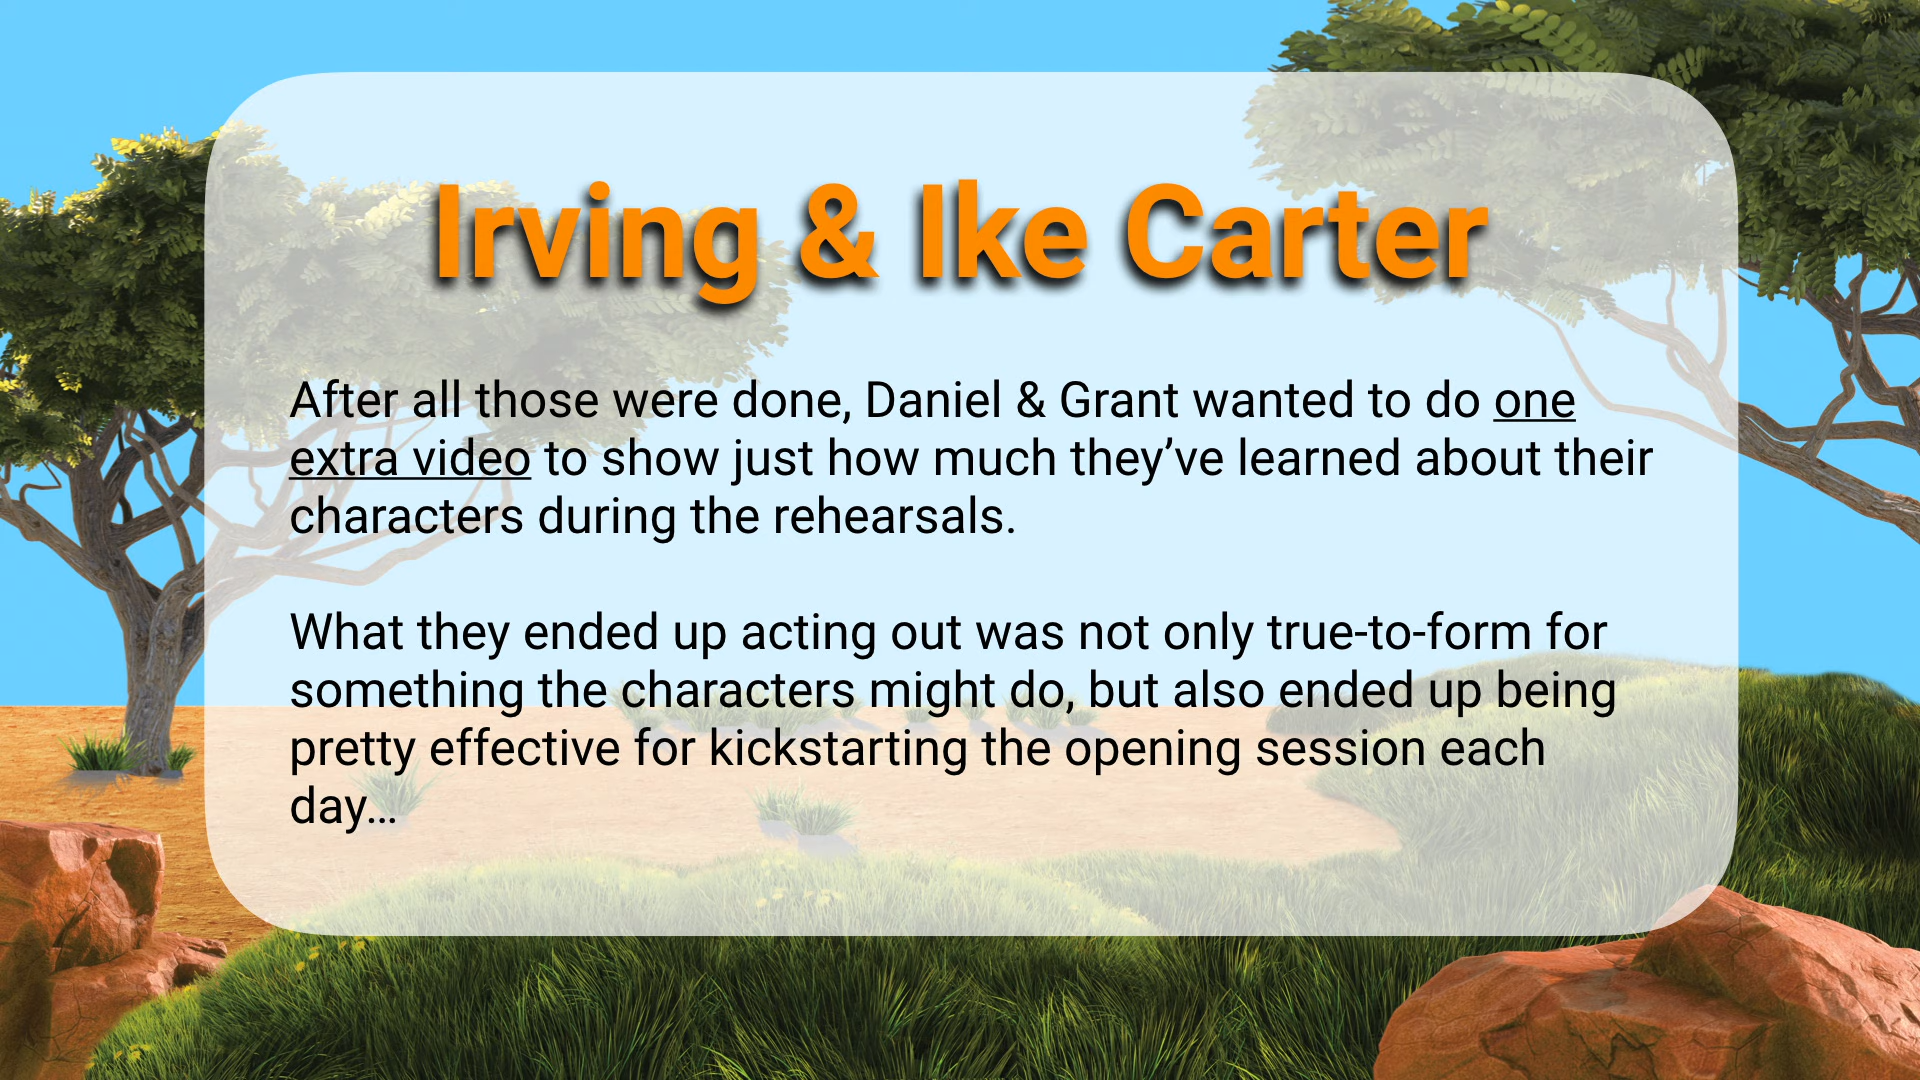 Irving & Ike Carter
After all those were done, Daniel & Grant wanted to do one
extra video to show just how much they’ve learned about their
characters during the rehearsals.
What they ended up acting out was not only true-to-form for
something the characters might do, but also ended up being
pretty effective for kickstarting the opening session each
day…